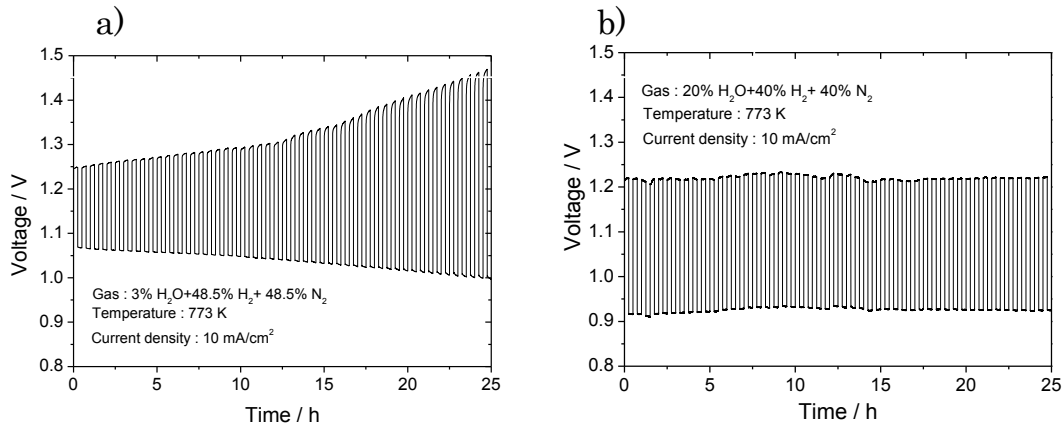 a)
1.5
1.4
1.3
1.2
1.1
1.0
0.9
0.8
Voltage / V
Gas : 3% H₂O+48.5% H₂+ 48.5% N₂
Temperature : 773 K
Current density : 10 mA/cm²
0 5 10 15 20 25
Time / h
b)
1.5
1.4
1.3
1.2
1.1
1.0
0.9
0.8
Voltage / V
Gas : 20% H₂O+40% H₂+ 40% N₂
Temperature : 773 K
Current density : 10 mA/cm²
0 5 10 15 20 25
Time / h